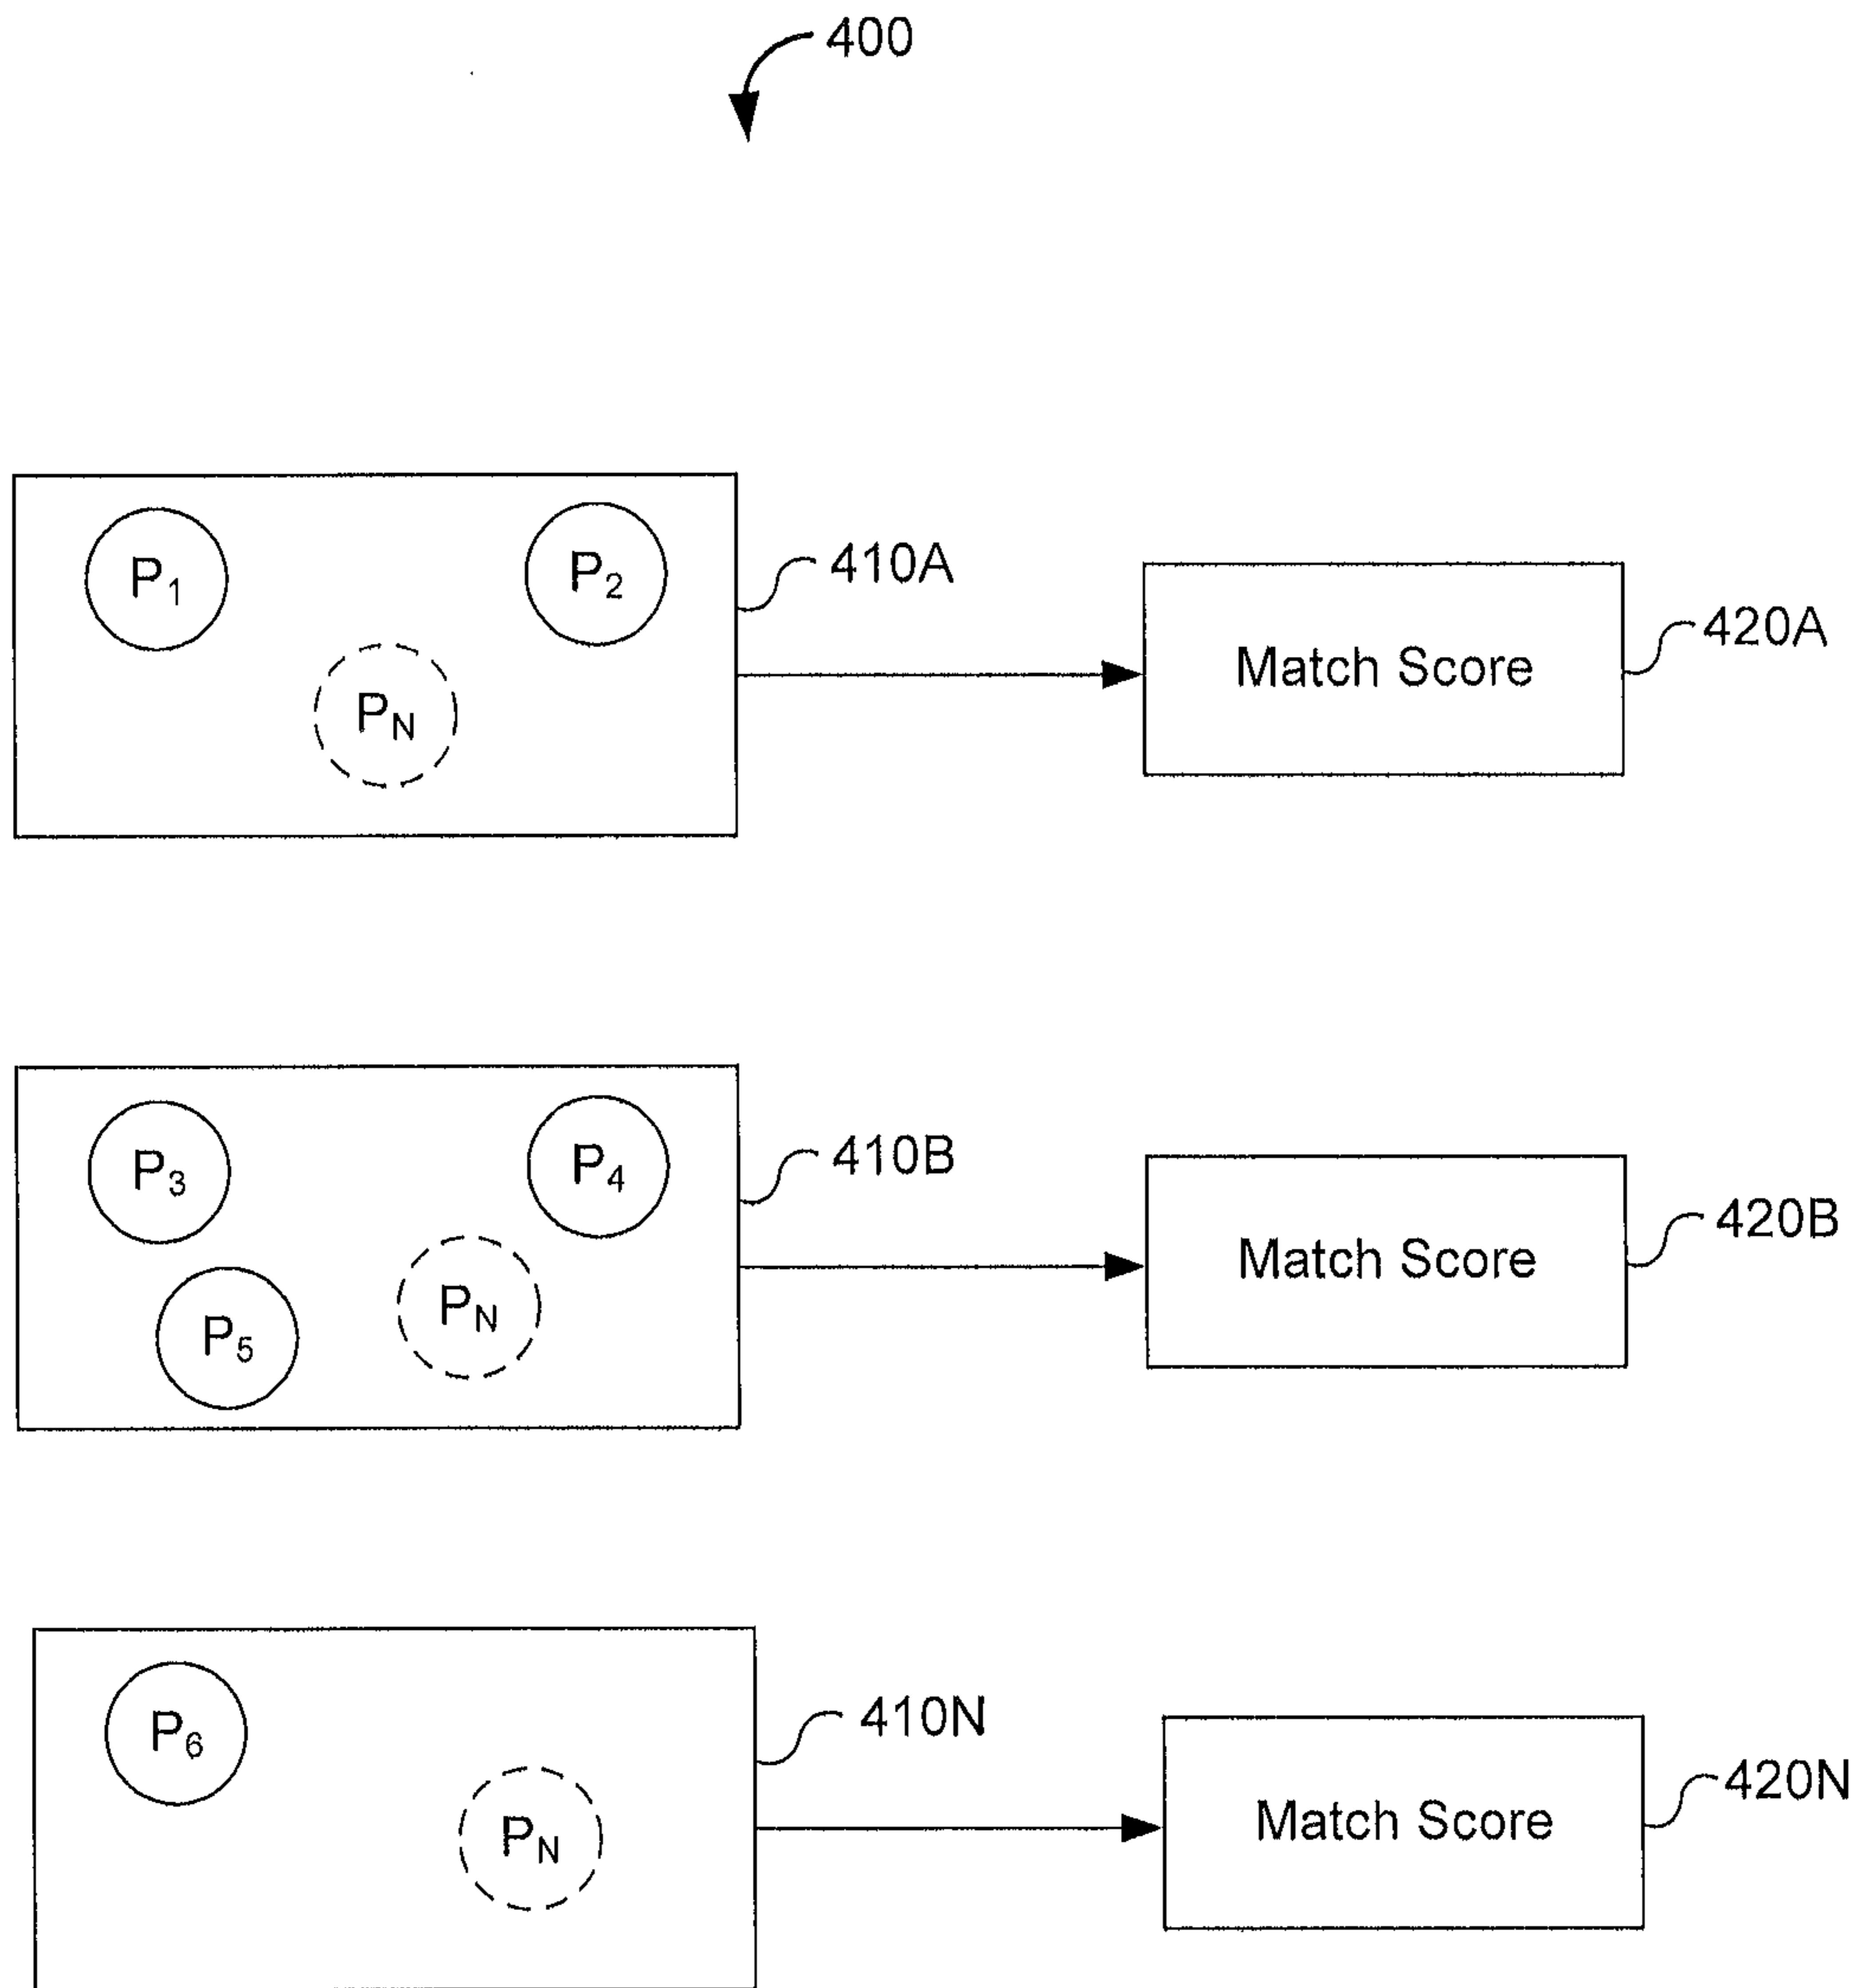 400
P₁
P₂
410A
Pₙ
Match Score
420A
P₃
P₄
410B
P₅
Pₙ
Match Score
420B
P₆
410N
Pₙ
Match Score
420N